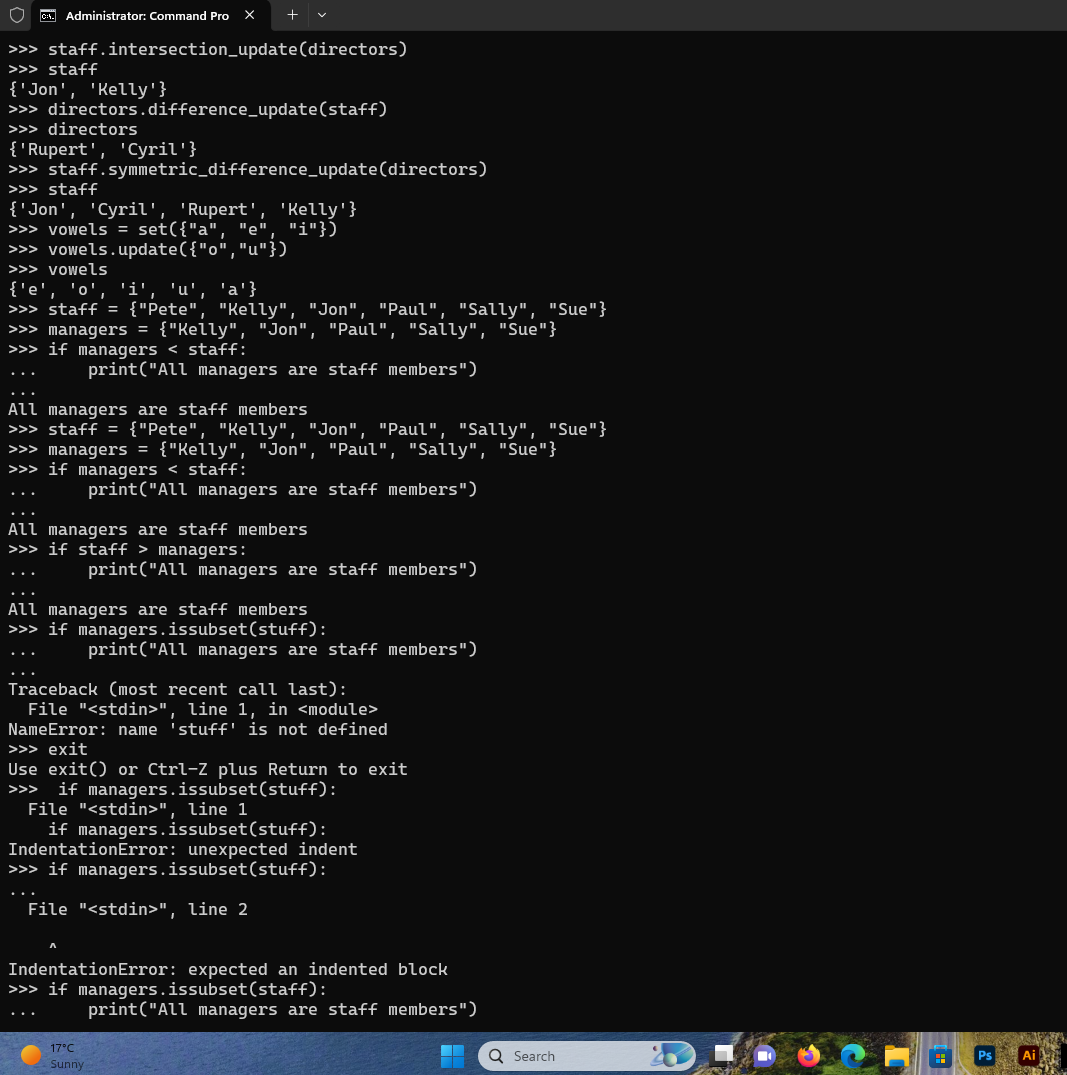 Administrator: Command Pro
>>> staff.intersection_update(directors)
>>> staff
{'Jon', 'Kelly'}
>>> directors.difference_update(staff)
>>> directors
{'Rupert', 'Cyril'}
>>> staff.symmetric_difference_update(directors)
>>> staff
{'Jon', 'Cyril', 'Rupert', 'Kelly'}
>>> vowels = set({"a", "e", "i"})
>>> vowels.update({"o","u"})
>>> vowels
{'e', 'o', 'i', 'u', 'a'}
>>> staff = {"Pete", "Kelly", "Jon", "Paul", "Sally", "Sue"}
>>> managers = {"Kelly", "Jon", "Paul", "Sally", "Sue"}
>>> if managers < staff:
...     print("All managers are staff members")
...
All managers are staff members
>>> staff = {"Pete", "Kelly", "Jon", "Paul", "Sally", "Sue"}
>>> managers = {"Kelly", "Jon", "Paul", "Sally", "Sue"}
>>> if managers < staff:
...     print("All managers are staff members")
...
All managers are staff members
>>> if staff > managers:
...     print("All managers are staff members")
...
All managers are staff members
>>> if managers.issubset(stuff):
...     print("All managers are staff members")
...
Traceback (most recent call last):
  File "<stdin>", line 1, in <module>
NameError: name 'stuff' is not defined
>>> exit
Use exit() or Ctrl-Z plus Return to exit
>>>  if managers.issubset(stuff):
  File "<stdin>", line 1
    if managers.issubset(stuff):
IndentationError: unexpected indent
>>> if managers.issubset(stuff):
...
  File "<stdin>", line 2
    ^
IndentationError: expected an indented block
>>> if managers.issubset(staff):
...     print("All managers are staff members")
17°C
Sunny
Search
Ps
Ai